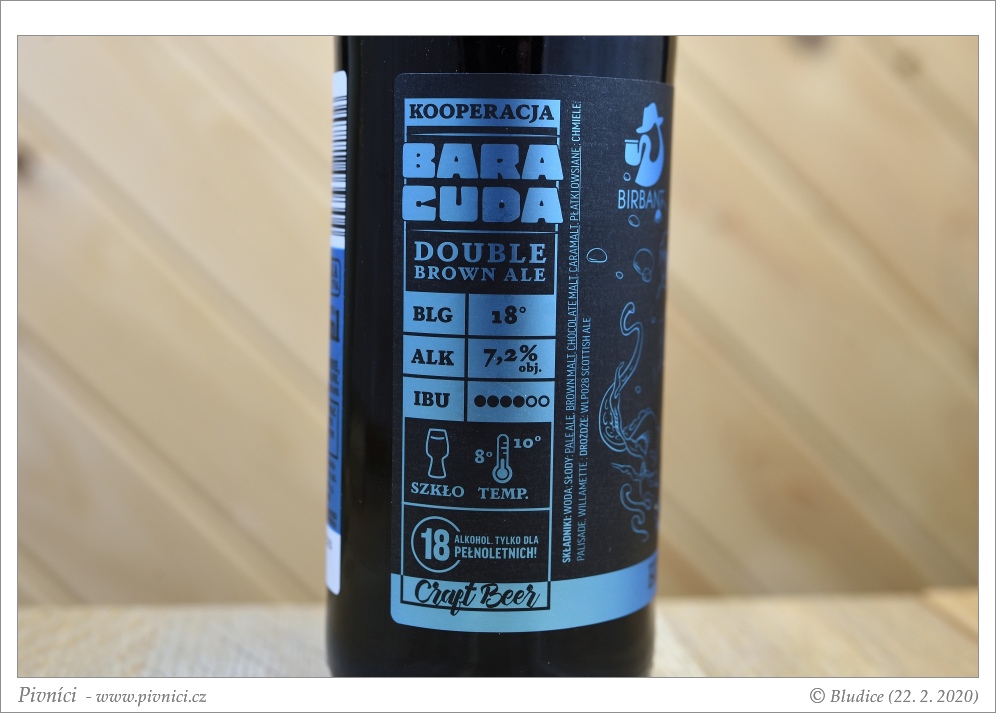 KOOPERACJA
BARA
CUDA
DOUBLE
BROWN ALE
BLG 18°
ALK 7,2%
obj.
IBU
8° 10°
SZKŁO TEMP.
18 ALKOHOL. TYLKO DLA
PEŁNOLETNICH!
Craft Beer
SKŁADNIKI: WODA; SŁODY: PALE ALE, BROWN MALT, CHOCOLATE MALT, CARAMALT, PŁATKI OWSIANE; CHMIELE:
PALISADE, WILLAMETTE; DROŻDŻE: WLP028 SCOTTISH ALE
BIRBANT
Pivníci - www.pivnici.cz
© Bludice (22. 2. 2020)